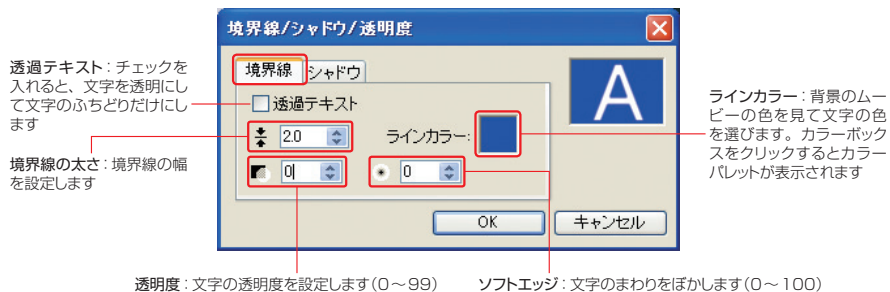 境界線/シャドウ/透明度
境界線 シャドウ
A
透過テキスト：チェックを
入れると、文字を透明にし
て文字のふちどりだけにし
ます
透過テキスト
2.0 ラインカラー:
ラインカラー：背景のムー
ビーの色を見て文字の色
を選びます。カラーボック
スをクリックするとカラー
パレットが表示されます
境界線の太さ：境界線の幅
を設定します
0 0
OK キャンセル
透明度：文字の透明度を設定します（0～99） ソフトエッジ：文字のまわりをぼかします（0～100）